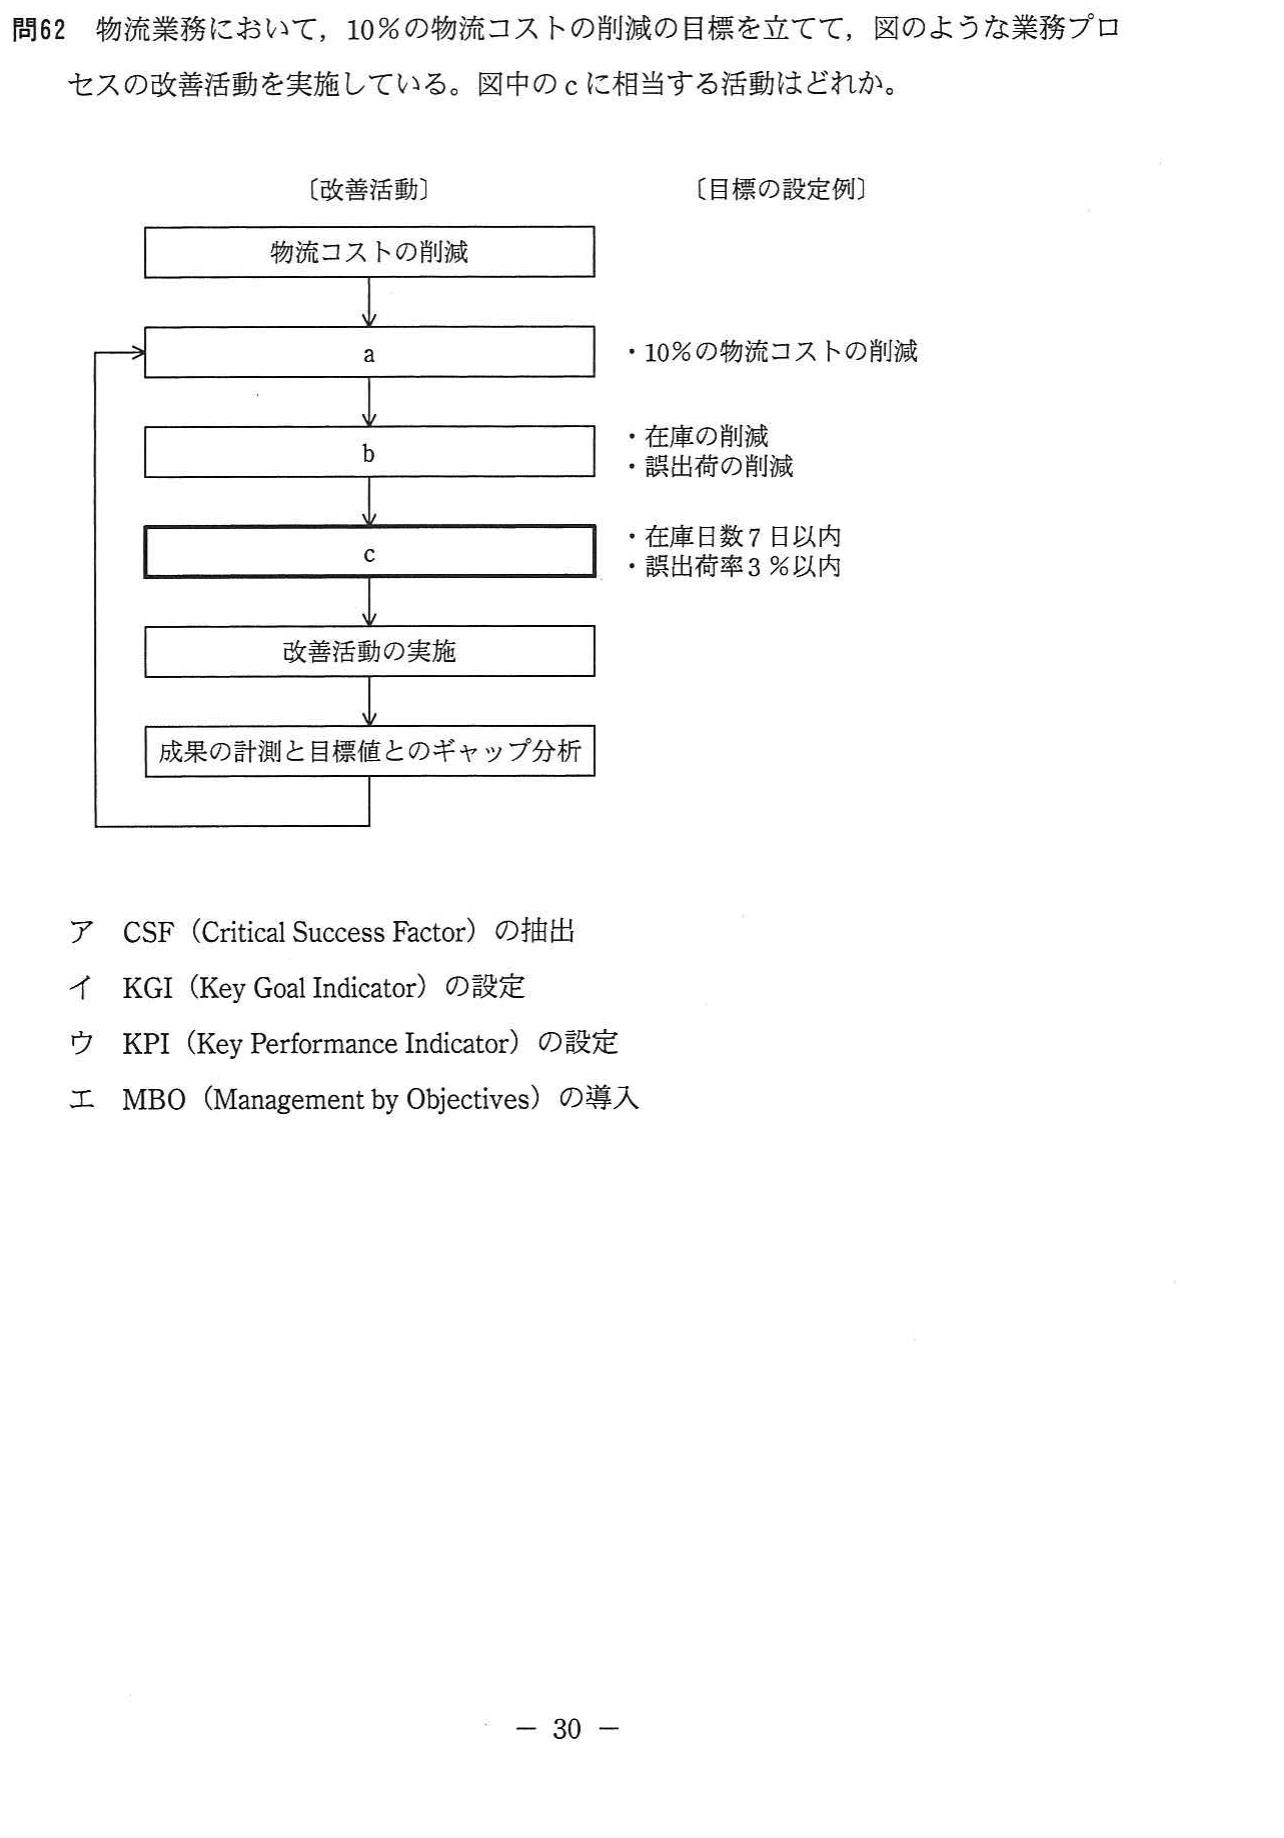 問62 物流業務において，10％の物流コストの削減の目標を立てて，図のような業務プロ
セスの改善活動を実施している。図中のcに相当する活動はどれか。
〔改善活動〕
〔目標の設定例〕
物流コストの削減
a
・10％の物流コストの削減
b
・在庫の削減
・誤出荷の削減
c
・在庫日数7日以内
・誤出荷率3％以内
改善活動の実施
成果の計測と目標値とのギャップ分析
ア CSF（Critical Success Factor）の抽出
イ KGI（Key Goal Indicator）の設定
ウ KPI（Key Performance Indicator）の設定
エ MBO（Management by Objectives）の導入
－ 30 －